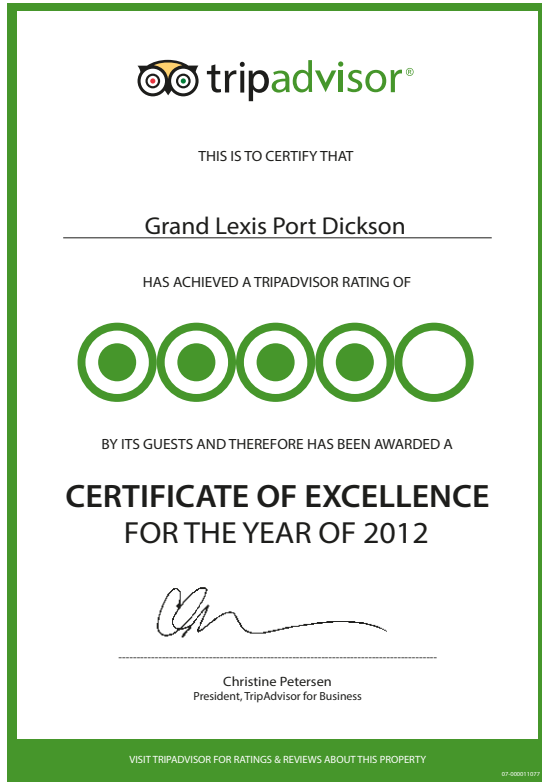 tripadvisor®
THIS IS TO CERTIFY THAT
Grand Lexis Port Dickson
HAS ACHIEVED A TRIPADVISOR RATING OF
BY ITS GUESTS AND THEREFORE HAS BEEN AWARDED A
CERTIFICATE OF EXCELLENCE
FOR THE YEAR OF 2012
Christine Petersen
President, TripAdvisor for Business
VISIT TRIPADVISOR FOR RATINGS & REVIEWS ABOUT THIS PROPERTY
07-000011077